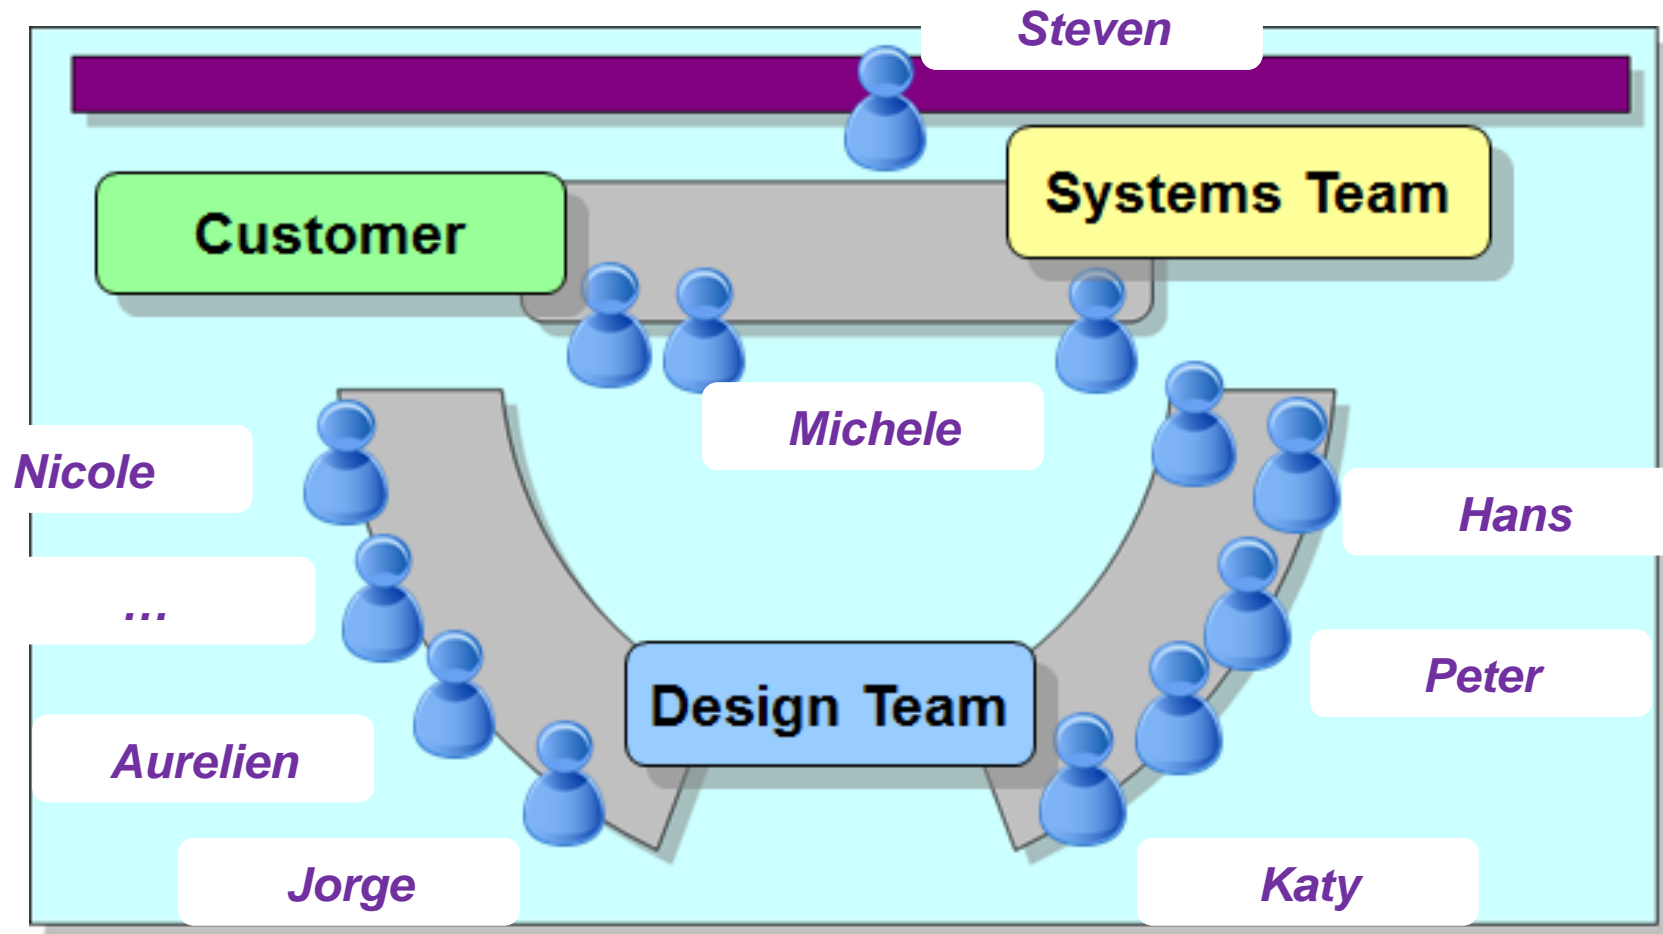 Steven
Systems Team
Customer
Michele
Nicole
Hans
…
Peter
Design Team
Aurelien
Jorge
Katy